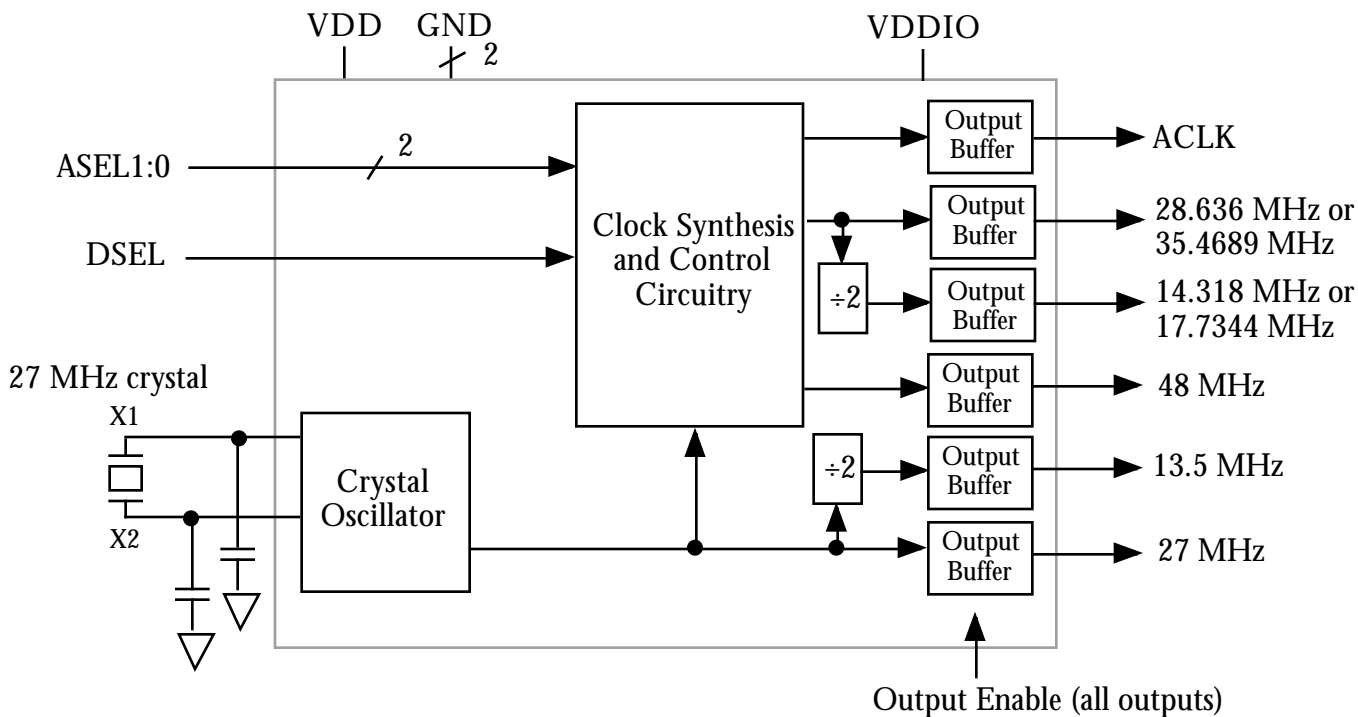 VDD
GND
2
VDDIO
ASEL1:0
2
DSEL
Clock Synthesis
and Control
Circuitry
Output
Buffer
ACLK
Output
Buffer
28.636 MHz or
35.4689 MHz
÷2
Output
Buffer
14.318 MHz or
17.7344 MHz
Output
Buffer
48 MHz
27 MHz crystal
X1
X2
Crystal
Oscillator
÷2
Output
Buffer
13.5 MHz
Output
Buffer
27 MHz
Output Enable (all outputs)